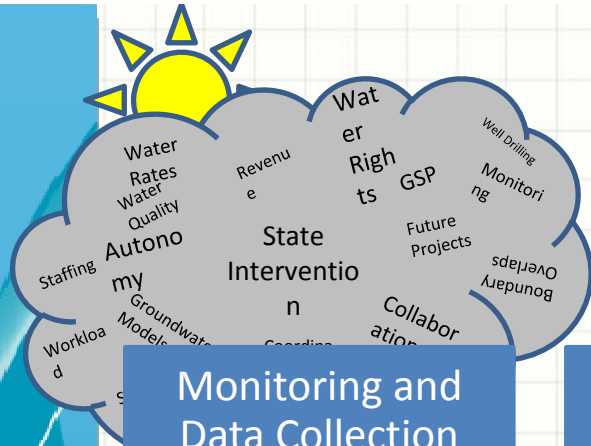 Water
Rates
Water
Quality
Revenu
e
Wat
er
Righ
ts
GSP
Well Drilling
Monitori
ng
Autono
my
Staffing
State
Interventio
n
Future
Projects
Boundary
Overlaps
Groundwate
Models
Collabor
ation
Workloa
d
Coordina
S
Monitoring and
Data Collection